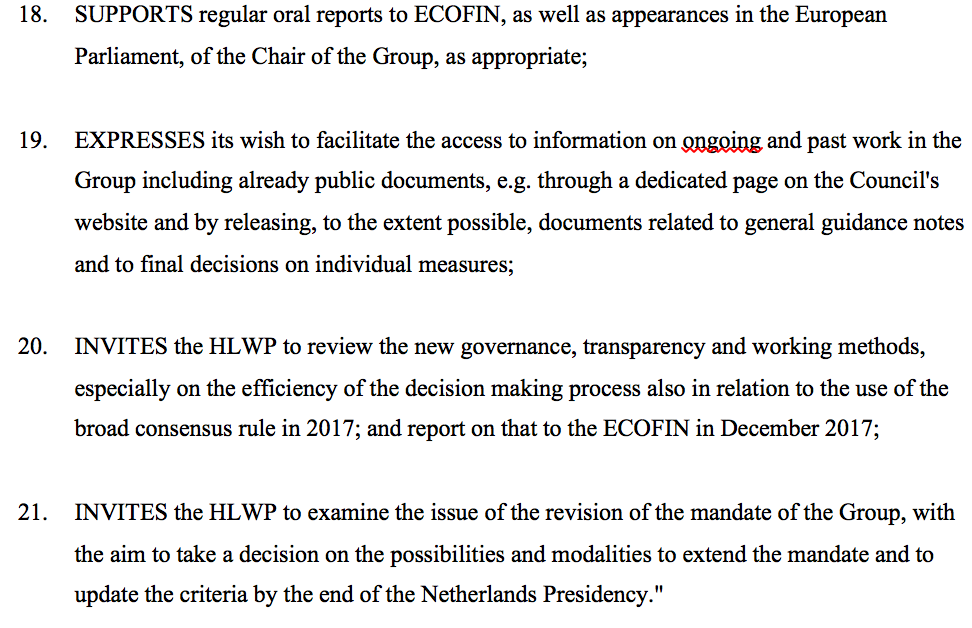 18. SUPPORTS regular oral reports to ECOFIN, as well as appearances in the European
Parliament, of the Chair of the Group, as appropriate;
19. EXPRESSES its wish to facilitate the access to information on ongoing and past work in the
Group including already public documents, e.g. through a dedicated page on the Council's
website and by releasing, to the extent possible, documents related to general guidance notes
and to final decisions on individual measures;
20. INVITES the HLWP to review the new governance, transparency and working methods,
especially on the efficiency of the decision making process also in relation to the use of the
broad consensus rule in 2017; and report on that to the ECOFIN in December 2017;
21. INVITES the HLWP to examine the issue of the revision of the mandate of the Group, with
the aim to take a decision on the possibilities and modalities to extend the mandate and to
update the criteria by the end of the Netherlands Presidency."